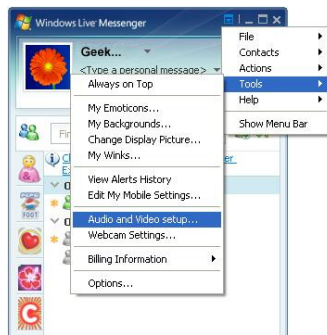 Windows Live Messenger
Geek...
<Type a personal message>
File
Contacts
Actions
Tools
Help
Show Menu Bar
Always on Top
My Emoticons...
My Backgrounds...
Change Display Picture...
My Winks...
View Alerts History
Edit My Mobile Settings...
Audio and Video setup...
Webcam Settings...
Billing Information
Options...
FOOT